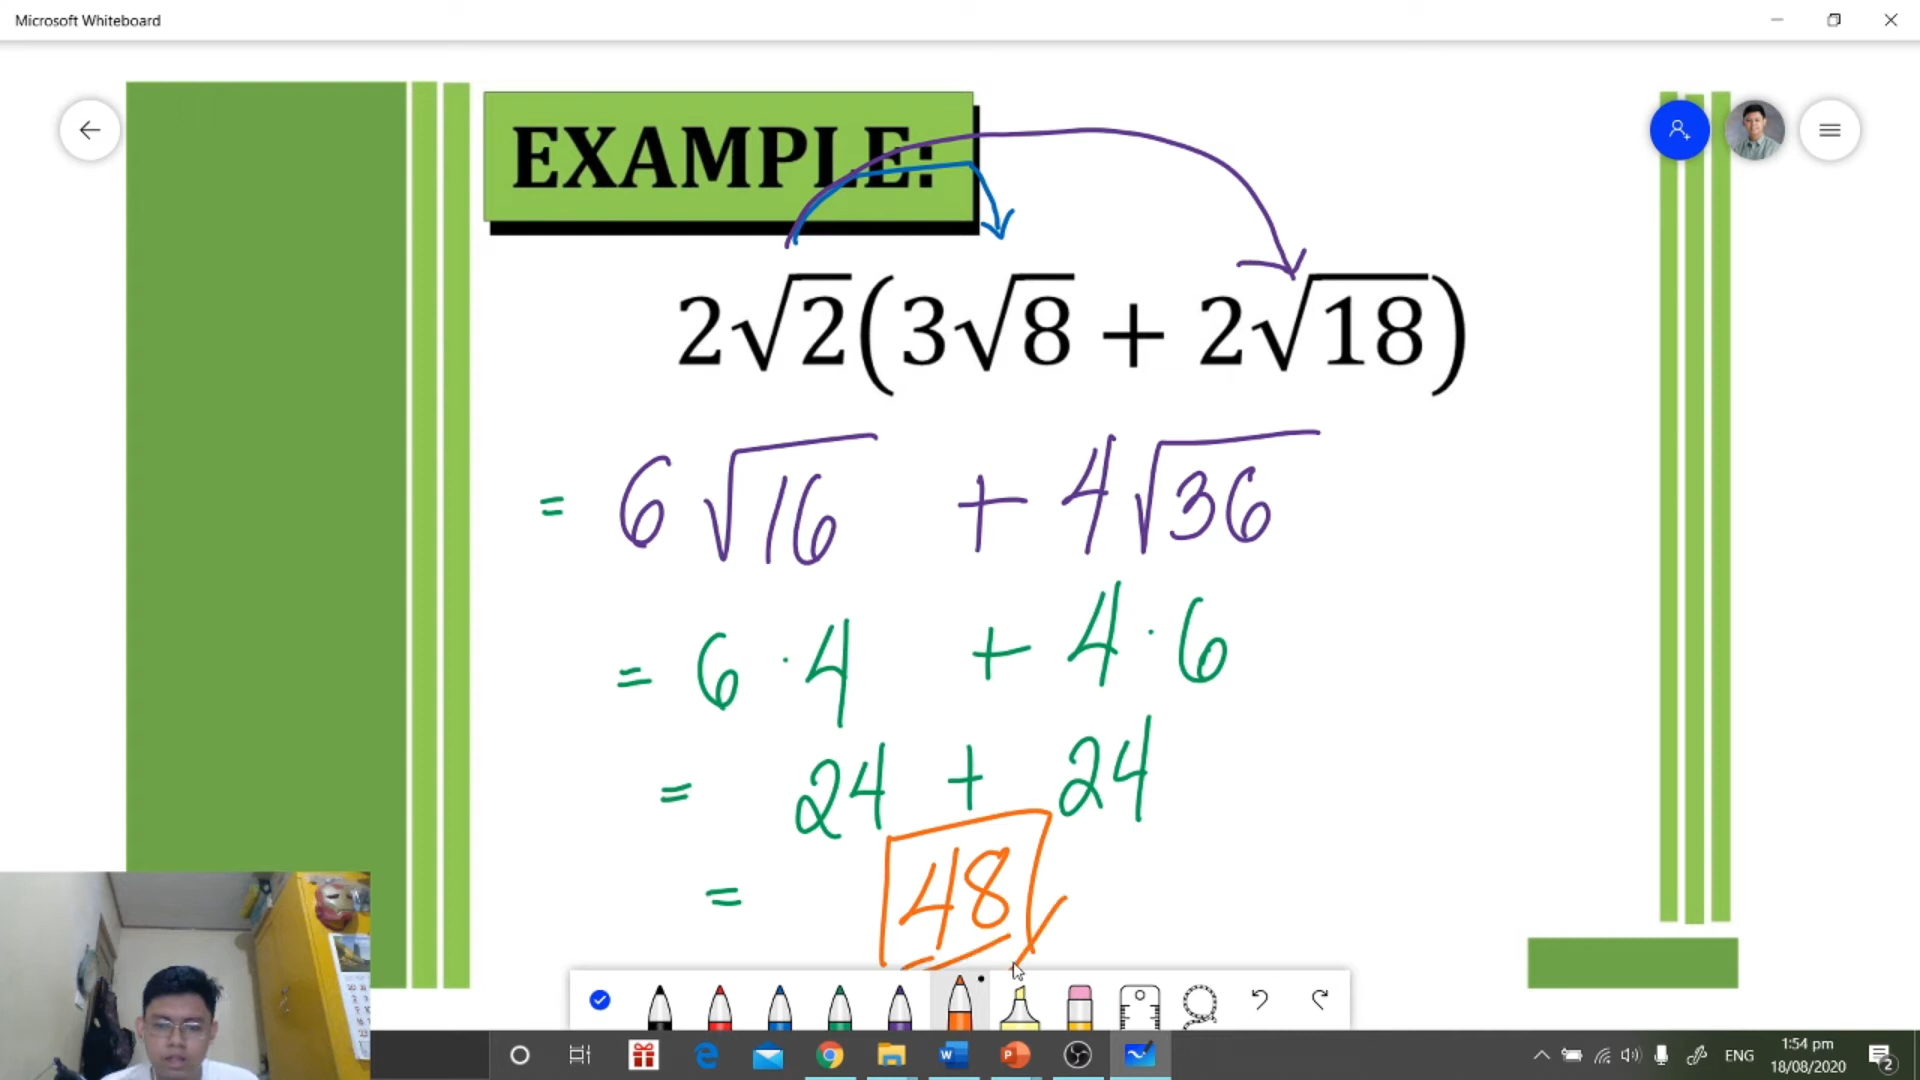 Microsoft Whiteboard
EXAMPLE:
2√2(3√8 + 2√18)
= 6√16 + 4√36
= 6 · 4 + 4 · 6
= 24 + 24
= 48
ENG
1:54 pm
18/08/2020
2